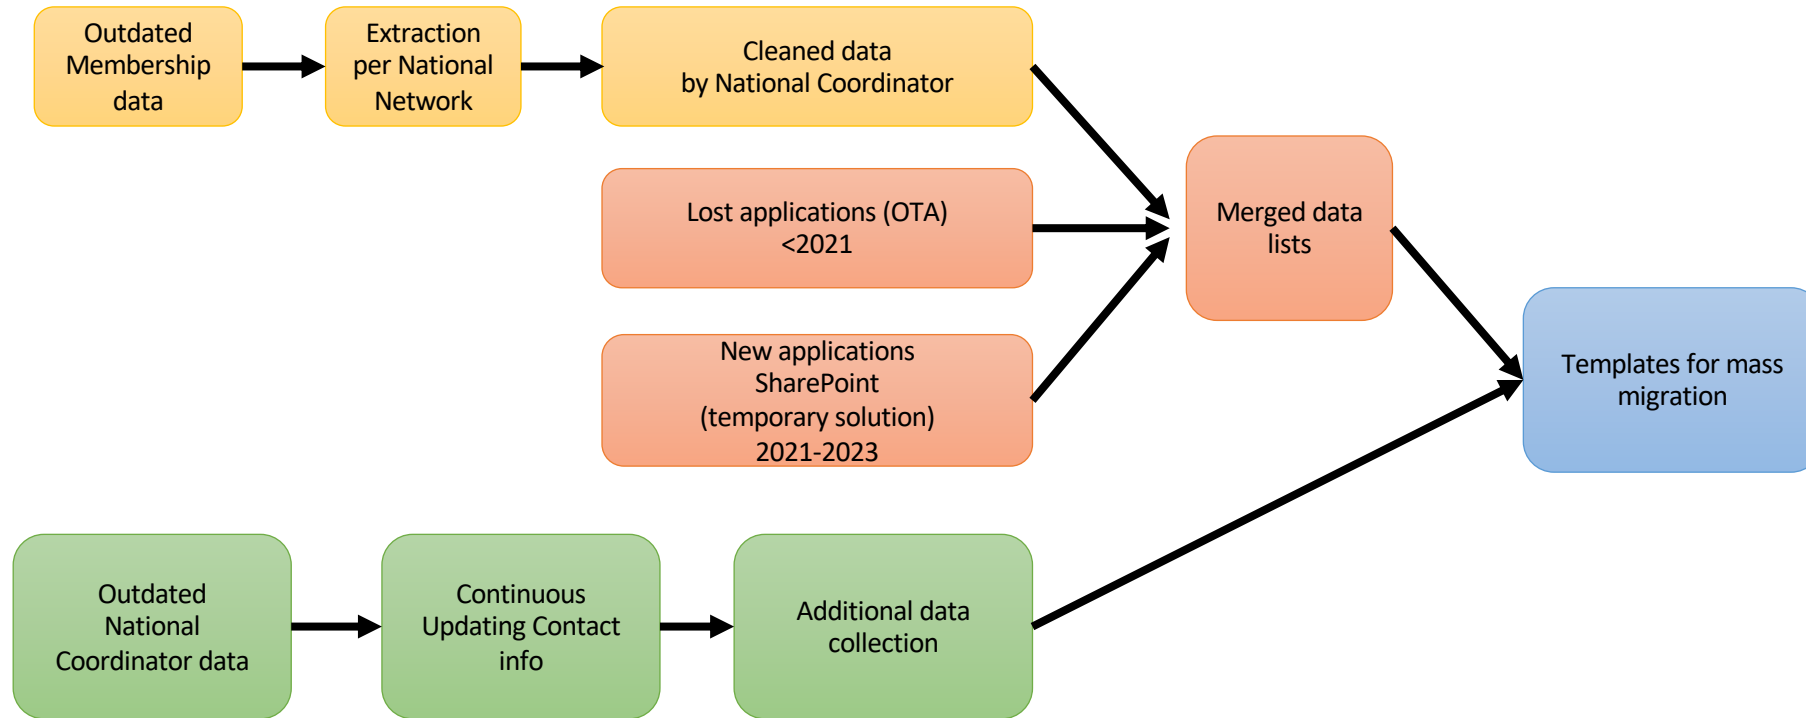 Outdated
Membership
data
Extraction
per National
Network
Cleaned data
by National Coordinator
Lost applications (OTA)
<2021
New applications
SharePoint
(temporary solution)
2021-2023
Merged data
lists
Templates for mass
migration
Outdated
National
Coordinator data
Continuous
Updating Contact
info
Additional data
collection